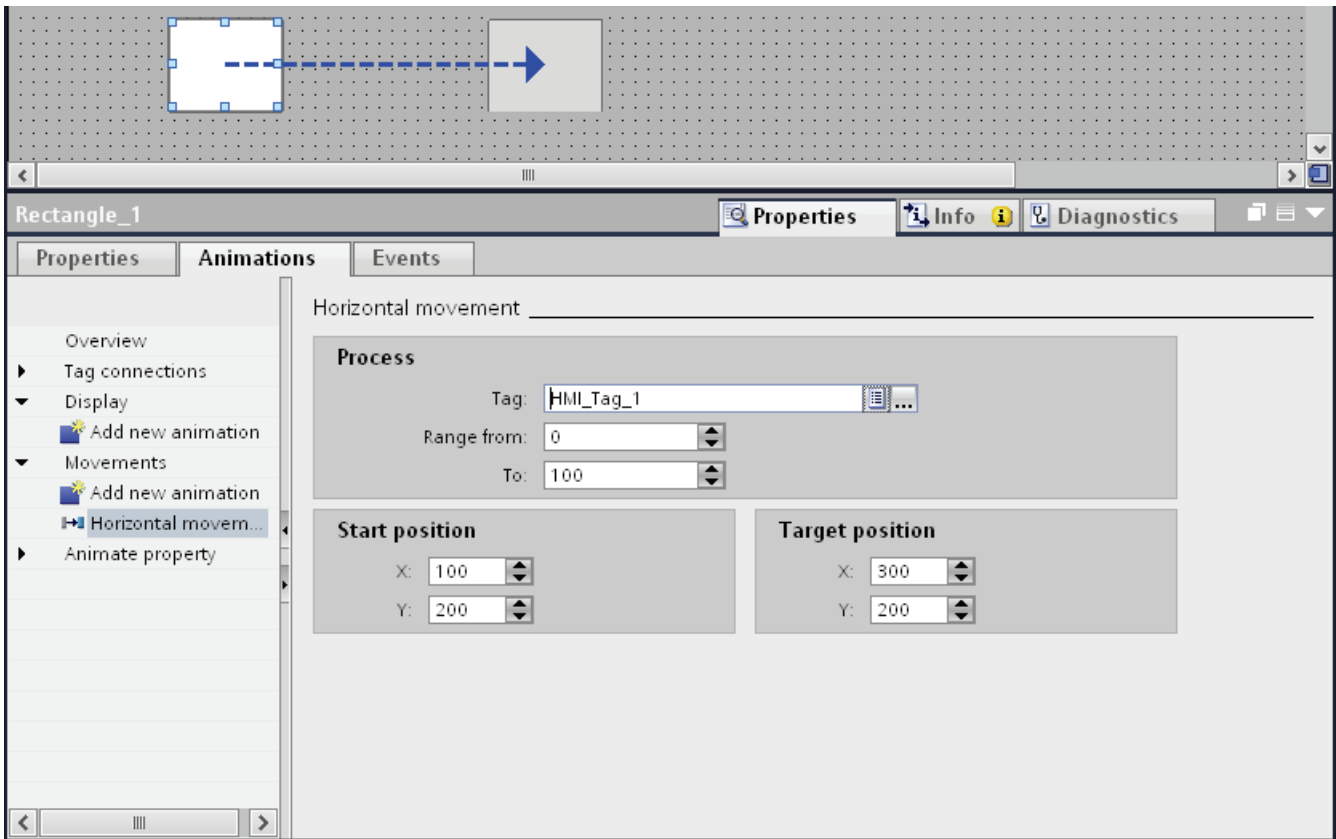 Rectangle_1
Properties
Info
Diagnostics
Properties
Animations
Events
Overview
Tag connections
Display
Add new animation
Movements
Add new animation
Horizontal movem...
Animate property
Horizontal movement
Process
Tag: HMI_Tag_1 ...
Range from: 0
To: 100
Start position
X: 100
Y: 200
Target position
X: 300
Y: 200